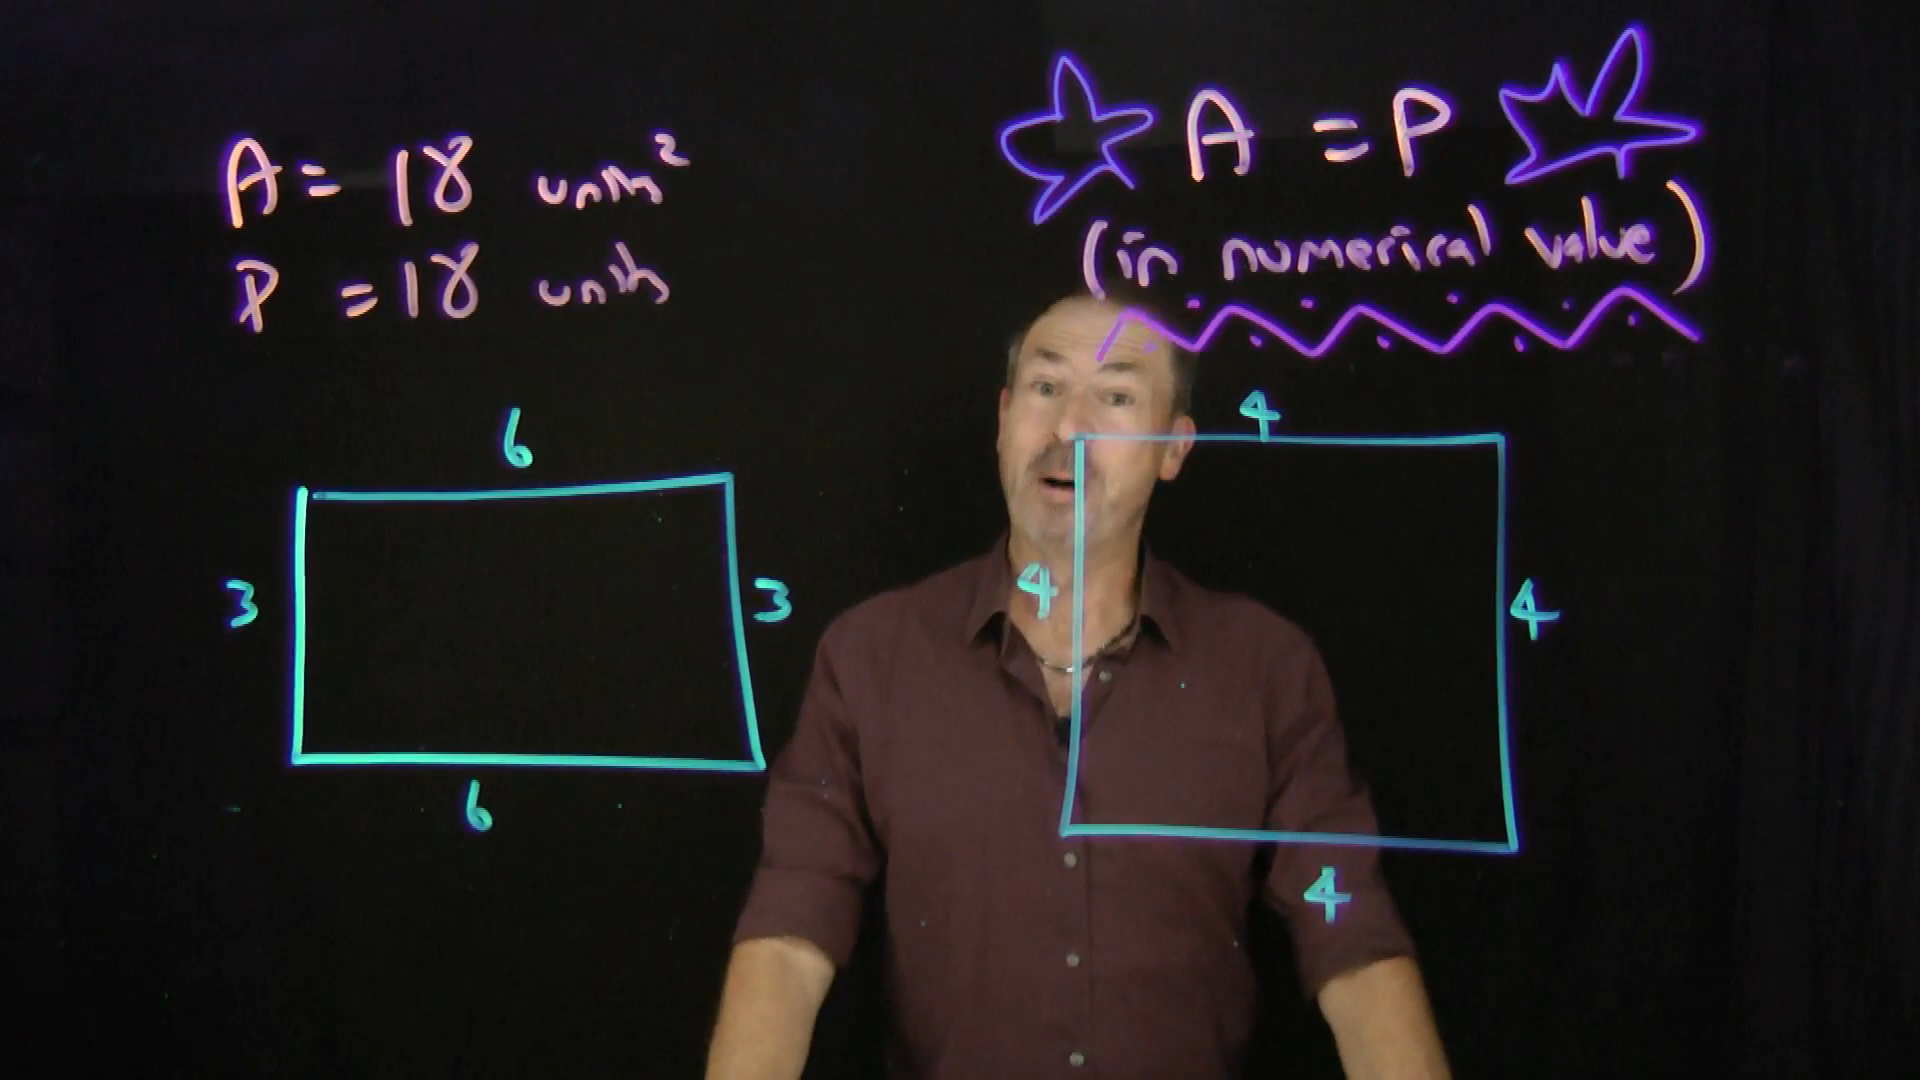 A = 18 units²
P = 18 units
A = P
(in numerical value)
6
3
3
6
4
4
4
4